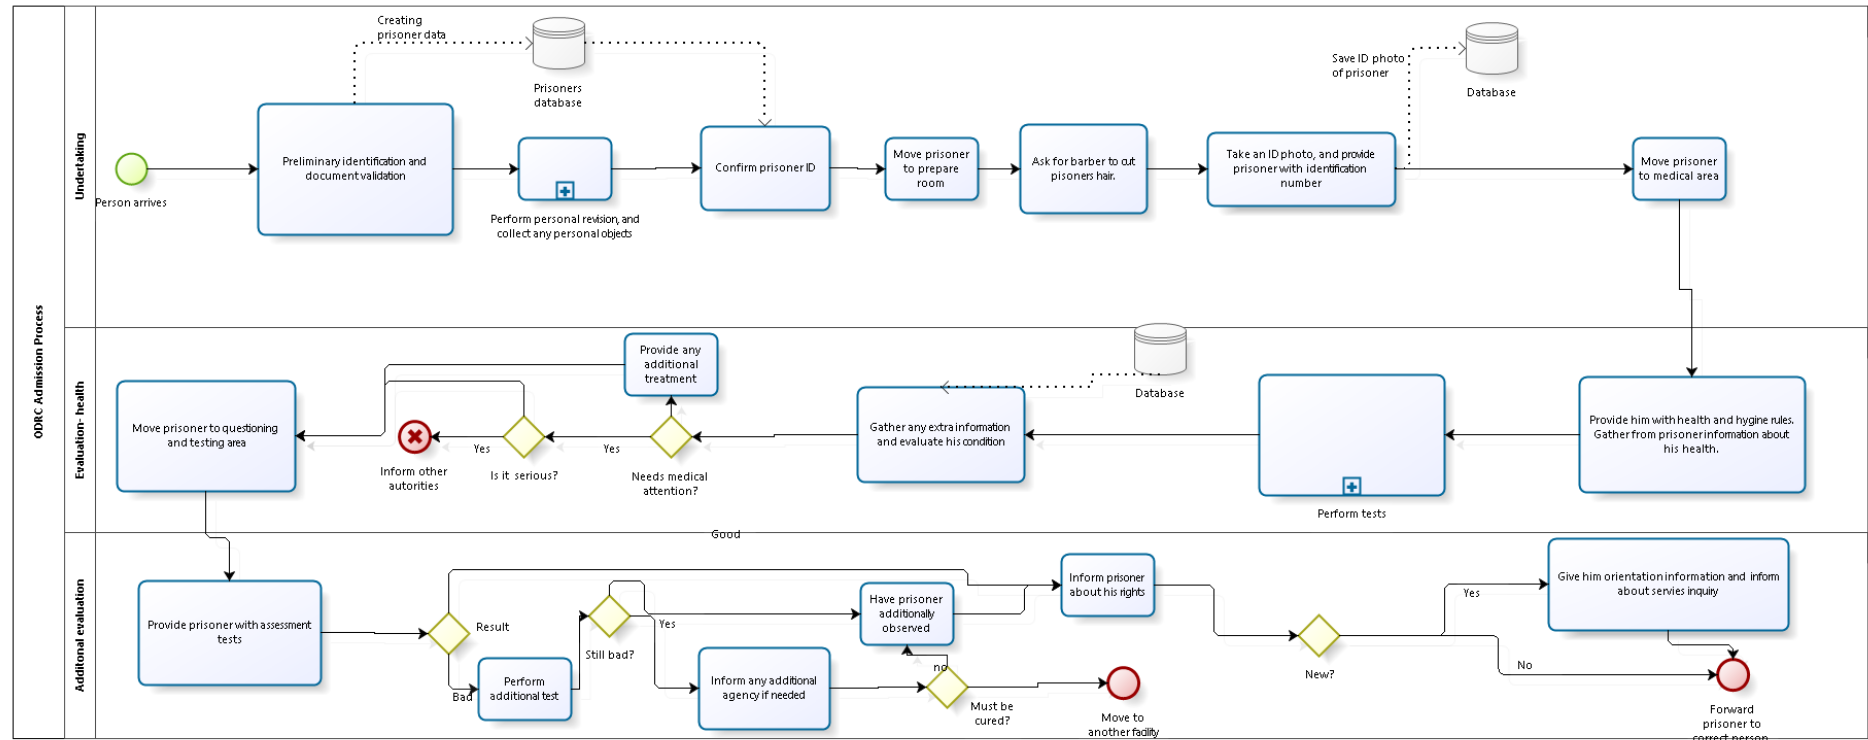 ODRC Admission Process
Undertaking
Creating
prisoner data
Prisoners
database
Save ID photo
of prisoner
Database
Person arrives
Preliminary identification and
document validation
Perform personal revision, and
collect any personal objects
Confirm prisoner ID
Move prisoner
to prepare
room
Ask for barber to cut
pisoners hair.
Take an ID photo, and provide
prisoner with identification
number
Move prisoner
to medical area
Evaluation- health
Move prisoner to questioning
and testing area
Inform other
autorities
Yes
Is it serious?
Yes
Provide any
additional
treatment
Needs medical
attention?
Gather any extra information
and evaluate his condition
Database
Perform tests
Provide him with health and hygine rules.
Gather from prisoner information about
his health.
Additonal evaluation
Good
Provide prisoner with assessment
tests
Result
Bad
Perform
additional test
Still bad?
Yes
Inform any additional
agency if needed
Have prisoner
additionally
observed
no
Must be
cured?
Move to
another facility
Inform prisoner
about his rights
New?
Yes
No
Give him orientation information and inform
about servies inquiry
Forward
prisoner to
correct person